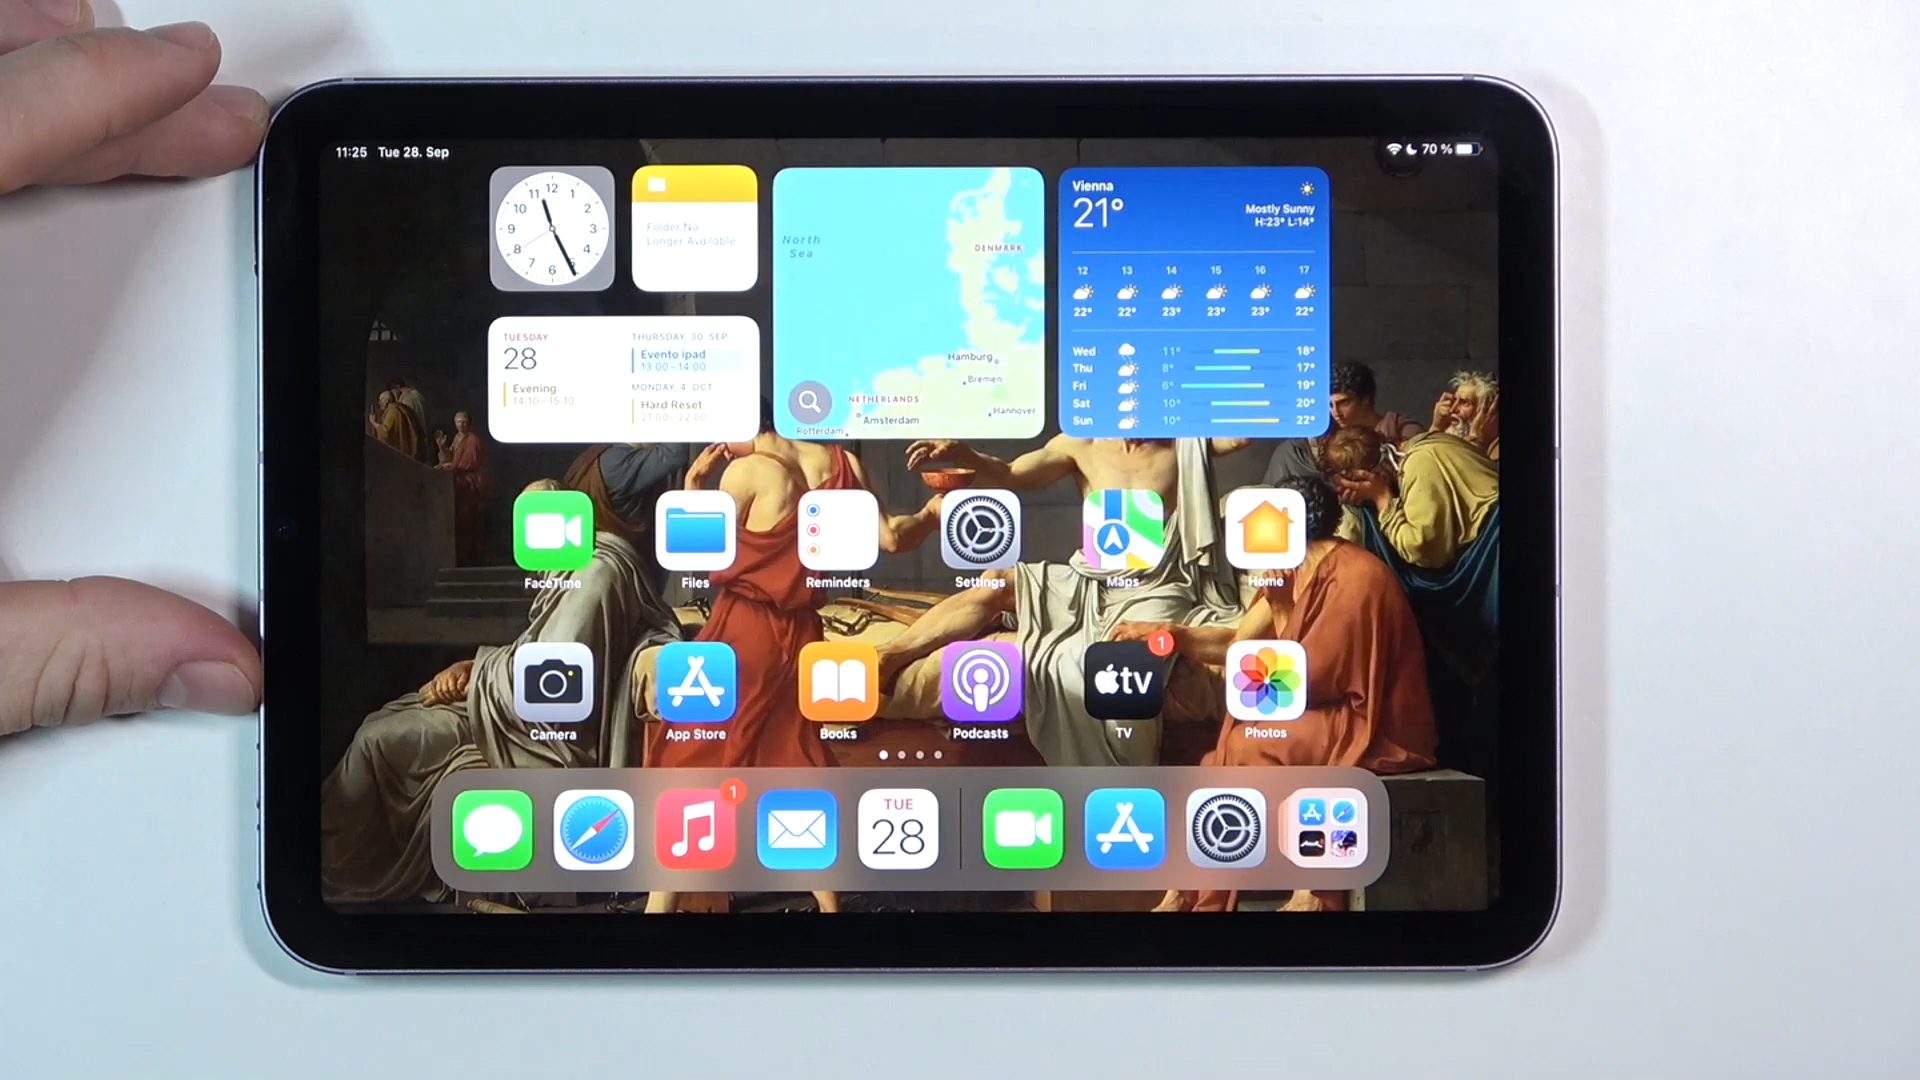 11:25 Tue 28. Sep
70 %
12
11 1
10 2
9 3
8 4
7 5
6
Folder No
Longer Available
North
Sea
DENMARK
Hamburg
Bremen
NETHERLANDS
Hannover
Amsterdam
Rotterdam
Vienna
21°
Mostly Sunny
H:23° L:14°
12 13 14 15 16 17
22° 22° 23° 23° 23° 22°
Wed 11° 18°
Thu 8° 17°
Fri 6° 19°
Sat 10° 20°
Sun 10° 22°
TUESDAY
28
Evening
14:10–15:10
THURSDAY, 30. SEP
Evento ipad
13:00–14:00
MONDAY, 4. OCT
Hard Reset
21:00–22:00
FaceTime Files Reminders Settings Maps Home
1
tv
Camera App Store Books Podcasts TV Photos
1
TUE
28